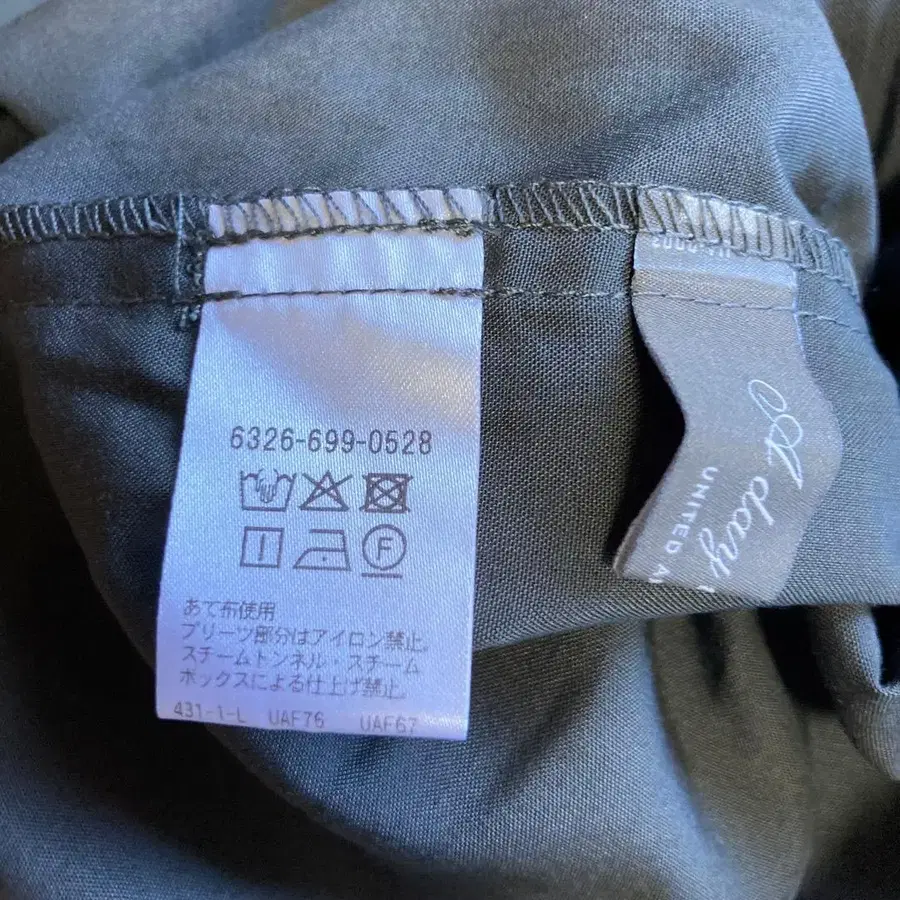 6326-699-0528
F
あて布使用
プリーツ部分はアイロン禁止。
スチームトンネル・スチーム
ボックスによる仕上げ禁止。
431-1-L UAF76 UAF67
A day
UNITED